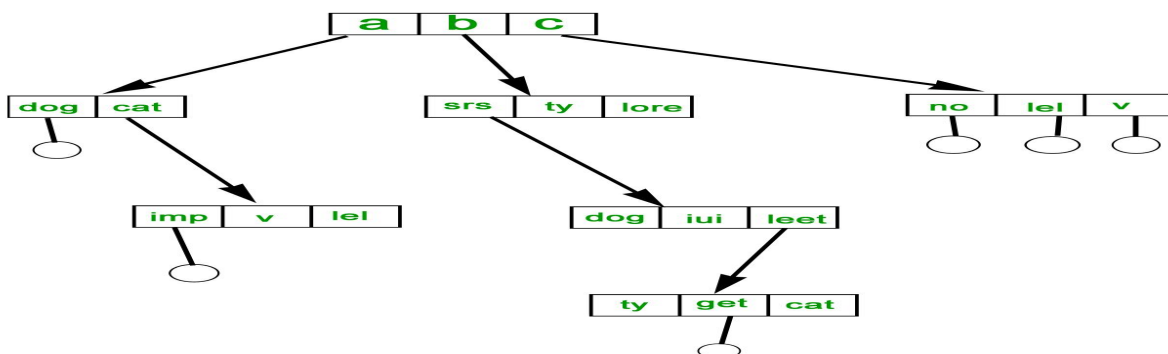 a b c
dog cat srs ty lore no lel v
imp v lel dog iui leet
ty get cat